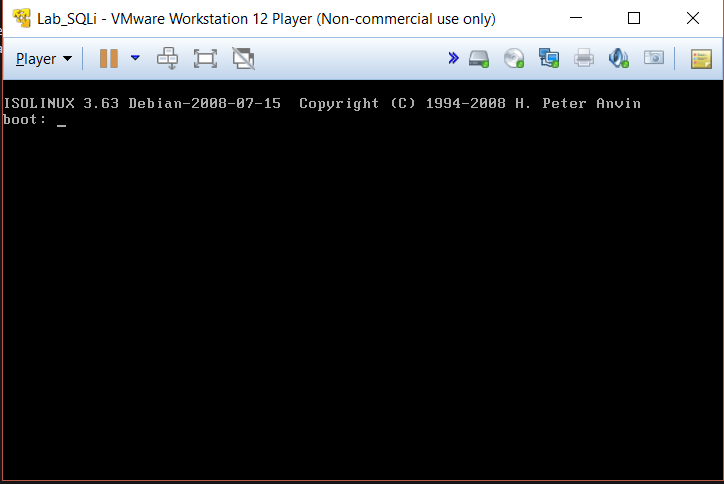 Lab_SQLi - VMware Workstation 12 Player (Non-commercial use only)
Player
ISOLINUX 3.63 Debian-2008-07-15  Copyright (C) 1994-2008 H. Peter Anvin
boot: _